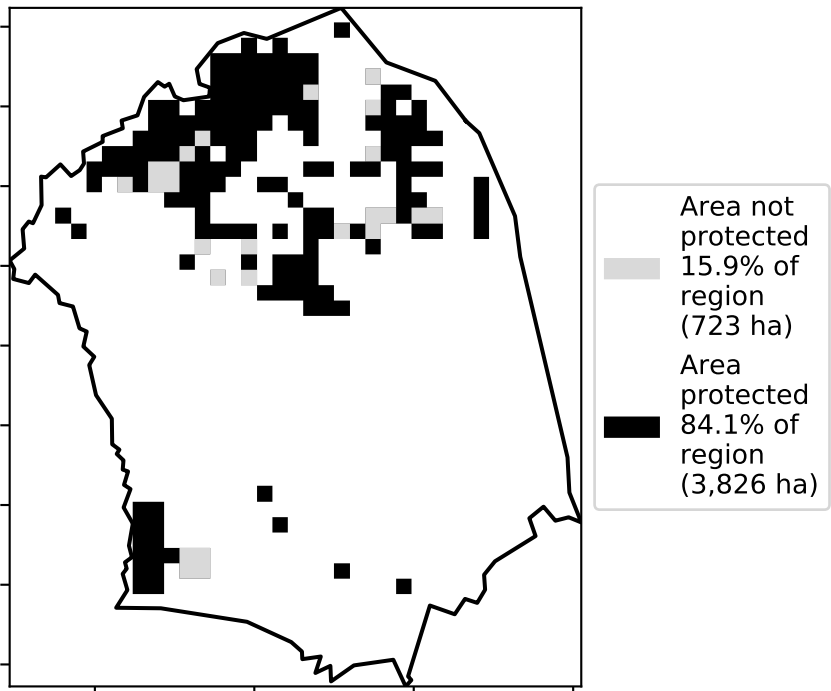 Area not
protected
15.9% of
region
(723 ha)
Area
protected
84.1% of
region
(3,826 ha)